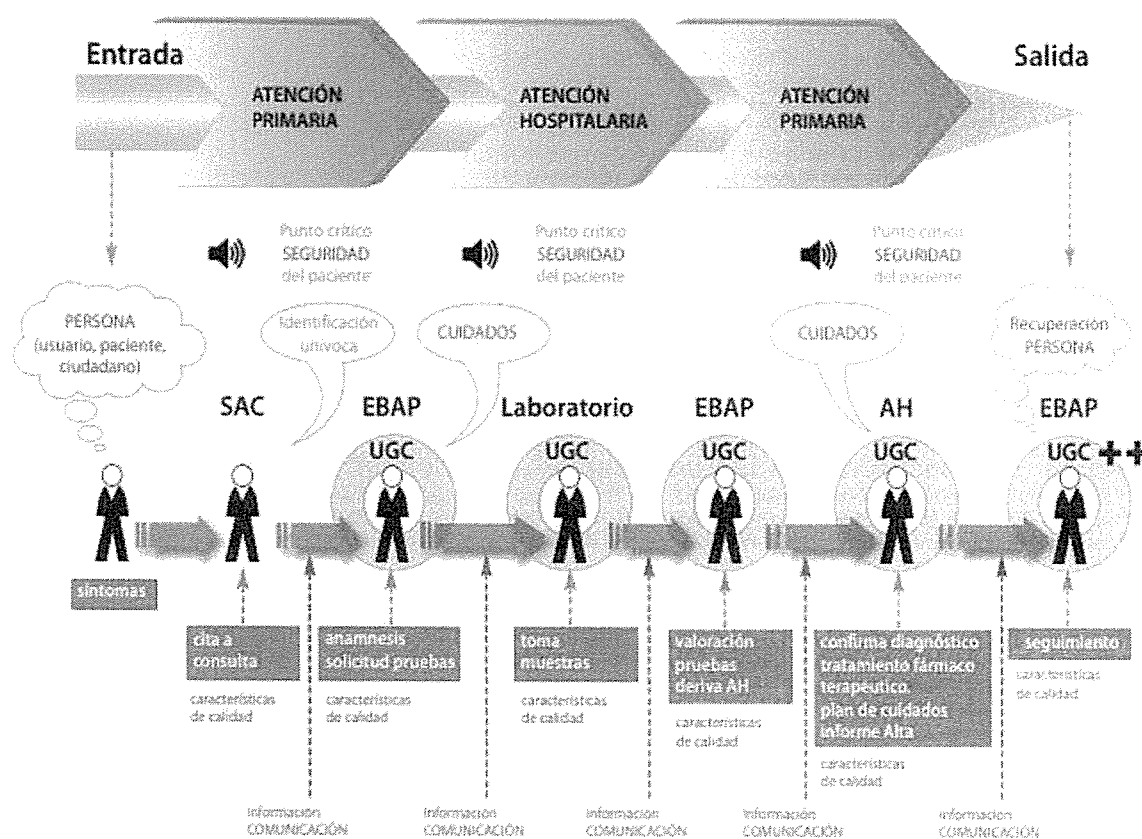 Entrada
Salida
ATENCIÓN
PRIMARIA
ATENCIÓN
HOSPITALARIA
ATENCIÓN
PRIMARIA
Punto crítico
SEGURIDAD
del paciente
Punto crítico
SEGURIDAD
del paciente
Punto crítico
SEGURIDAD
del paciente
PERSONA
(usuario, paciente,
ciudadano)
Identificación
unívoca
CUIDADOS
CUIDADOS
Recuperación
PERSONA
SAC
EBAP
Laboratorio
EBAP
AH
EBAP
UGC
UGC
UGC
UGC
UGC ++
síntomas
cita a
consulta
características
de calidad
anamnesis
solicitud pruebas
características
de calidad
toma
muestras
características
de calidad
valoración
pruebas
deriva AH
características
de calidad
confirma diagnóstico
tratamiento fármaco
terapéutico,
plan de cuidados
informe Alta
características
de calidad
seguimiento
características
de calidad
información
COMUNICACIÓN
información
COMUNICACIÓN
información
COMUNICACIÓN
información
COMUNICACIÓN
información
COMUNICACIÓN